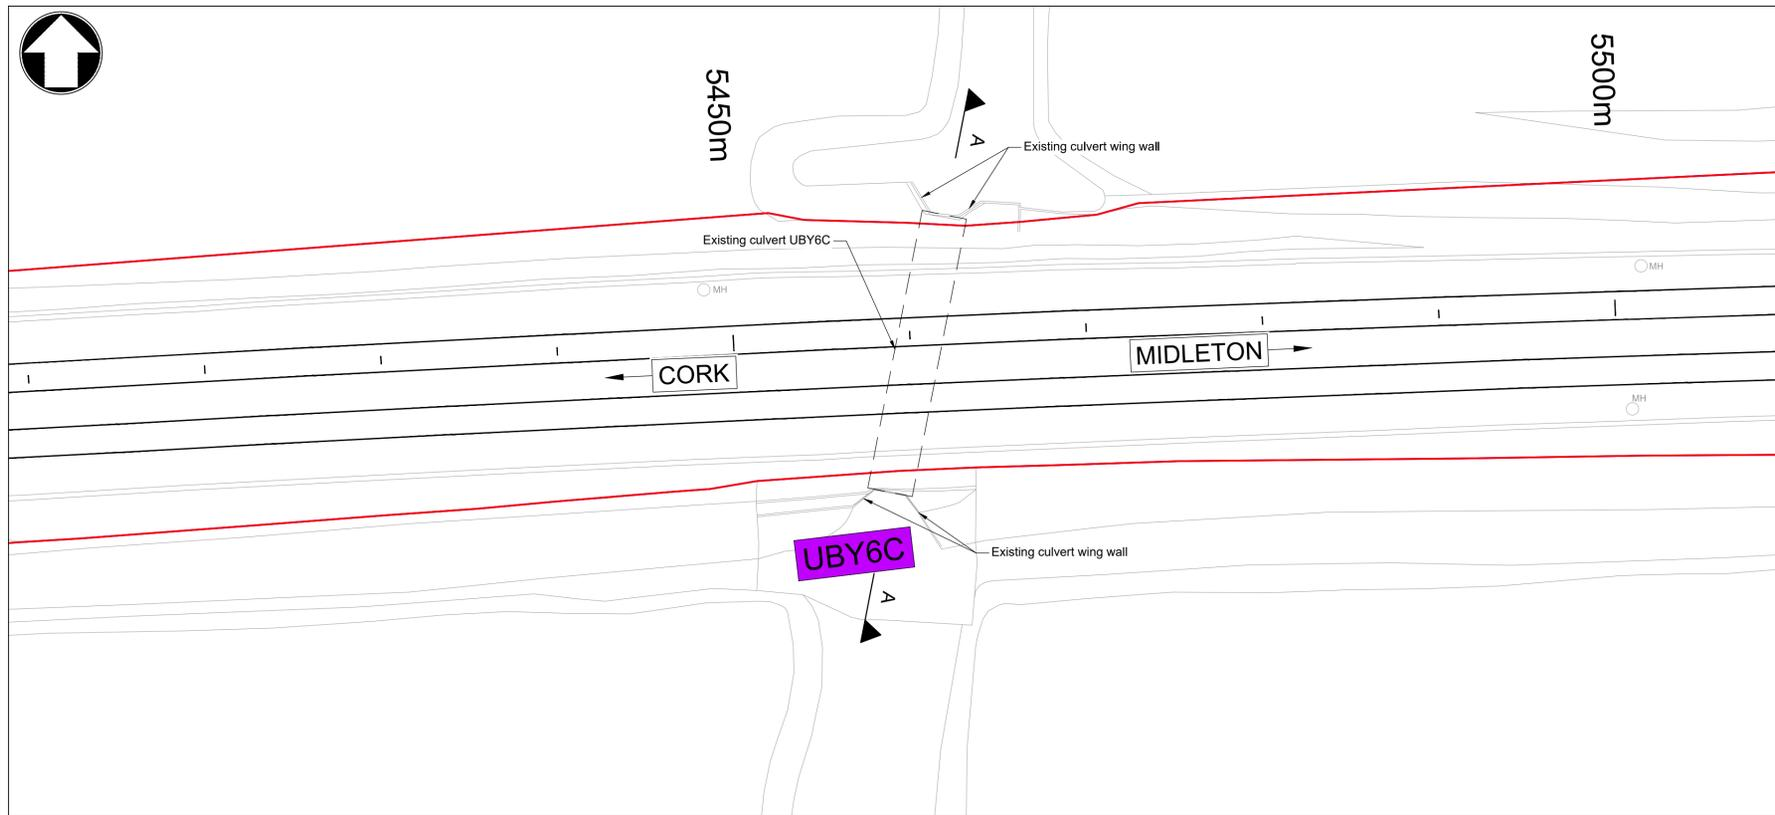 5450m
5500m
A
Existing culvert wing wall
Existing culvert UBY6C
MH
MH
MIDLETON
CORK
MH
UBY6C
Existing culvert wing wall
A